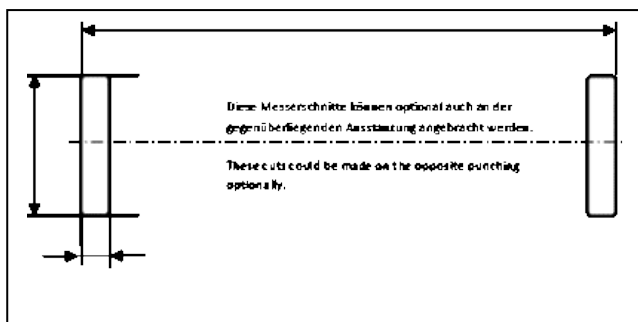 Diese Messerschnitte können optional auch an der
gegenüberliegenden Ausstantung angebracht werden.
These cuts could be made on the opposite punching
optionally.